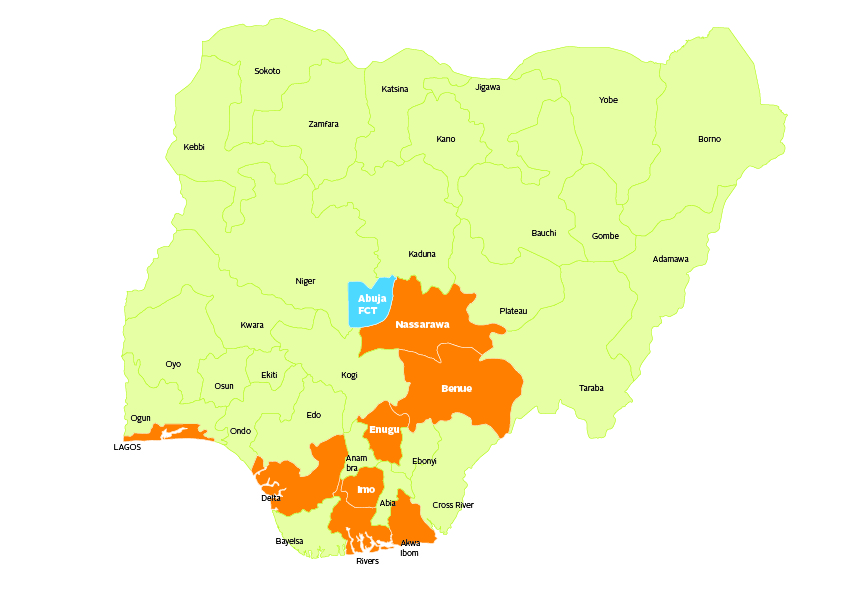 Sokoto
Katsina
Jigawa
Yobe
Zamfara
Kano
Borno
Kebbi
Bauchi
Gombe
Kaduna
Adamawa
Niger
Abuja
FCT
Plateau
Nassarawa
Kwara
Oyo
Ekiti
Kogi
Osun
Benue
Taraba
Edo
Ogun
Ondo
Enugu
LAGOS
Anam
bra
Ebonyi
Imo
Delta
Abia
Cross River
Bayelsa
Akwa
Ibom
Rivers